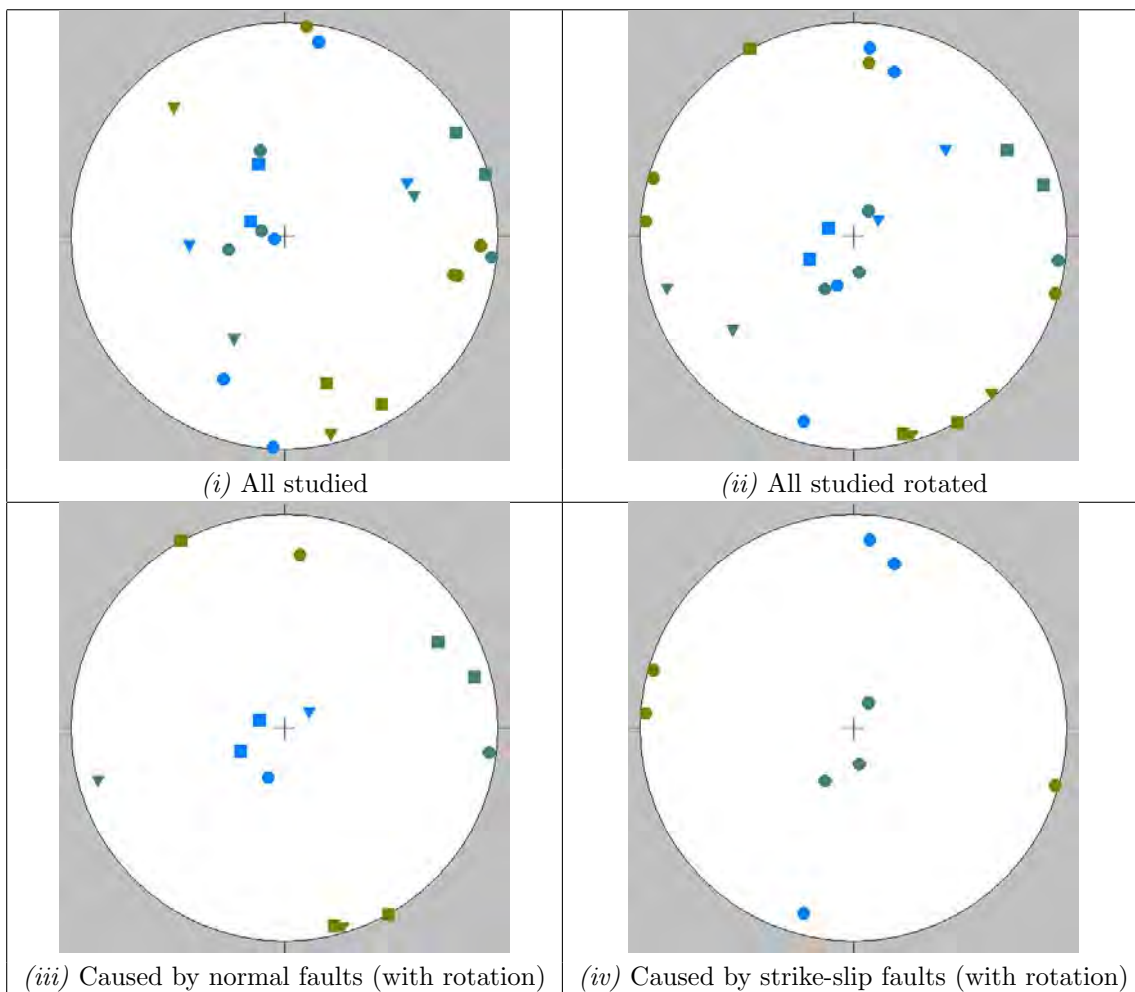 (i) All studied
(ii) All studied rotated
(iii) Caused by normal faults (with rotation)
(iv) Caused by strike-slip faults (with rotation)